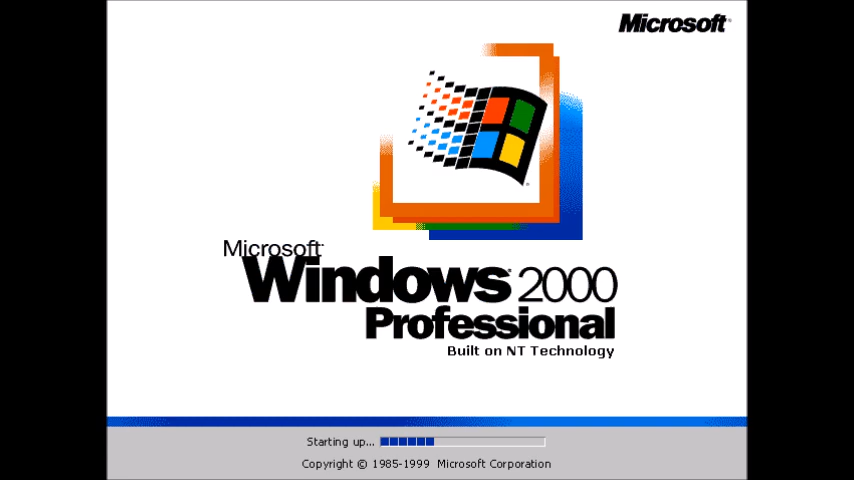 Microsoft
Microsoft
Windows 2000
Professional
Built on NT Technology
Starting up...
Copyright © 1985-1999 Microsoft Corporation